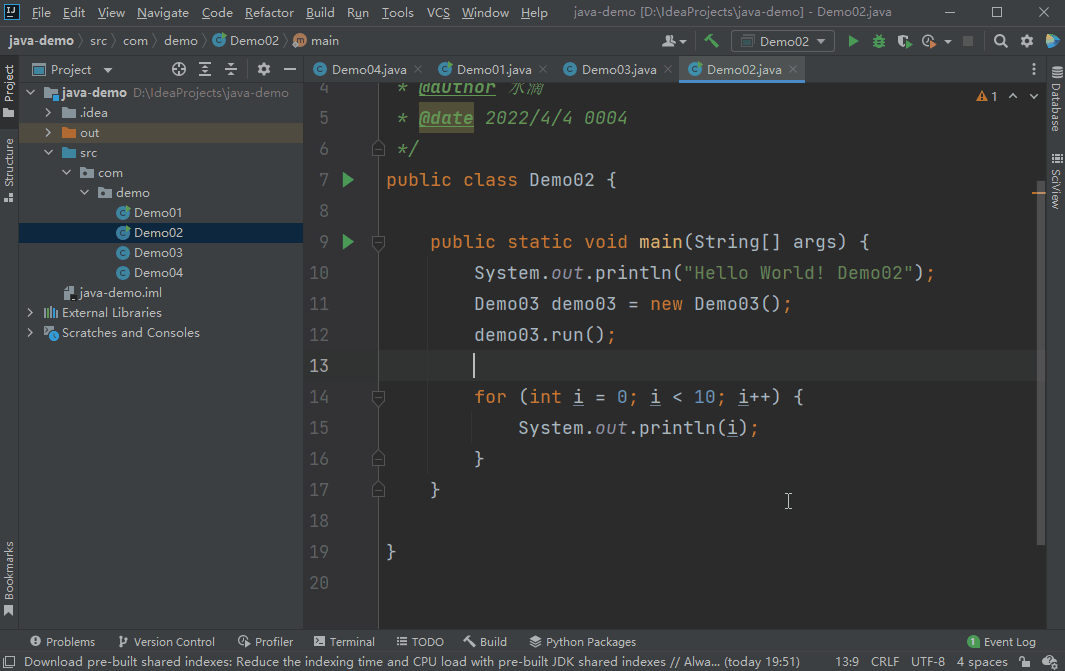 File Edit View Navigate Code Refactor Build Run Tools VCS Window Help java-demo [D:\IdeaProjects\java-demo] - Demo02.java
java-demo src com demo Demo02 main Demo02
Project Demo04.java Demo01.java Demo03.java Demo02.java
Project
Structure
Bookmarks
java-demo D:\IdeaProjects\java-demo
.idea
out
src
com
demo
Demo01
Demo02
Demo03
Demo04
java-demo.iml
External Libraries
Scratches and Consoles
4 * @author 水滴
5 * @date 2022/4/4 0004
6 */
7 public class Demo02 {
8
9 public static void main(String[] args) {
10 System.out.println("Hello World! Demo02");
11 Demo03 demo03 = new Demo03();
12 demo03.run();
13
14 for (int i = 0; i < 10; i++) {
15 System.out.println(i);
16 }
17 }
18
19 }
20
1
Database
SciView
Problems Version Control Profiler Terminal TODO Build Python Packages 1 Event Log
Download pre-built shared indexes: Reduce the indexing time and CPU load with pre-built JDK shared indexes // Alwa... (today 19:51) 13:9 CRLF UTF-8 4 spaces